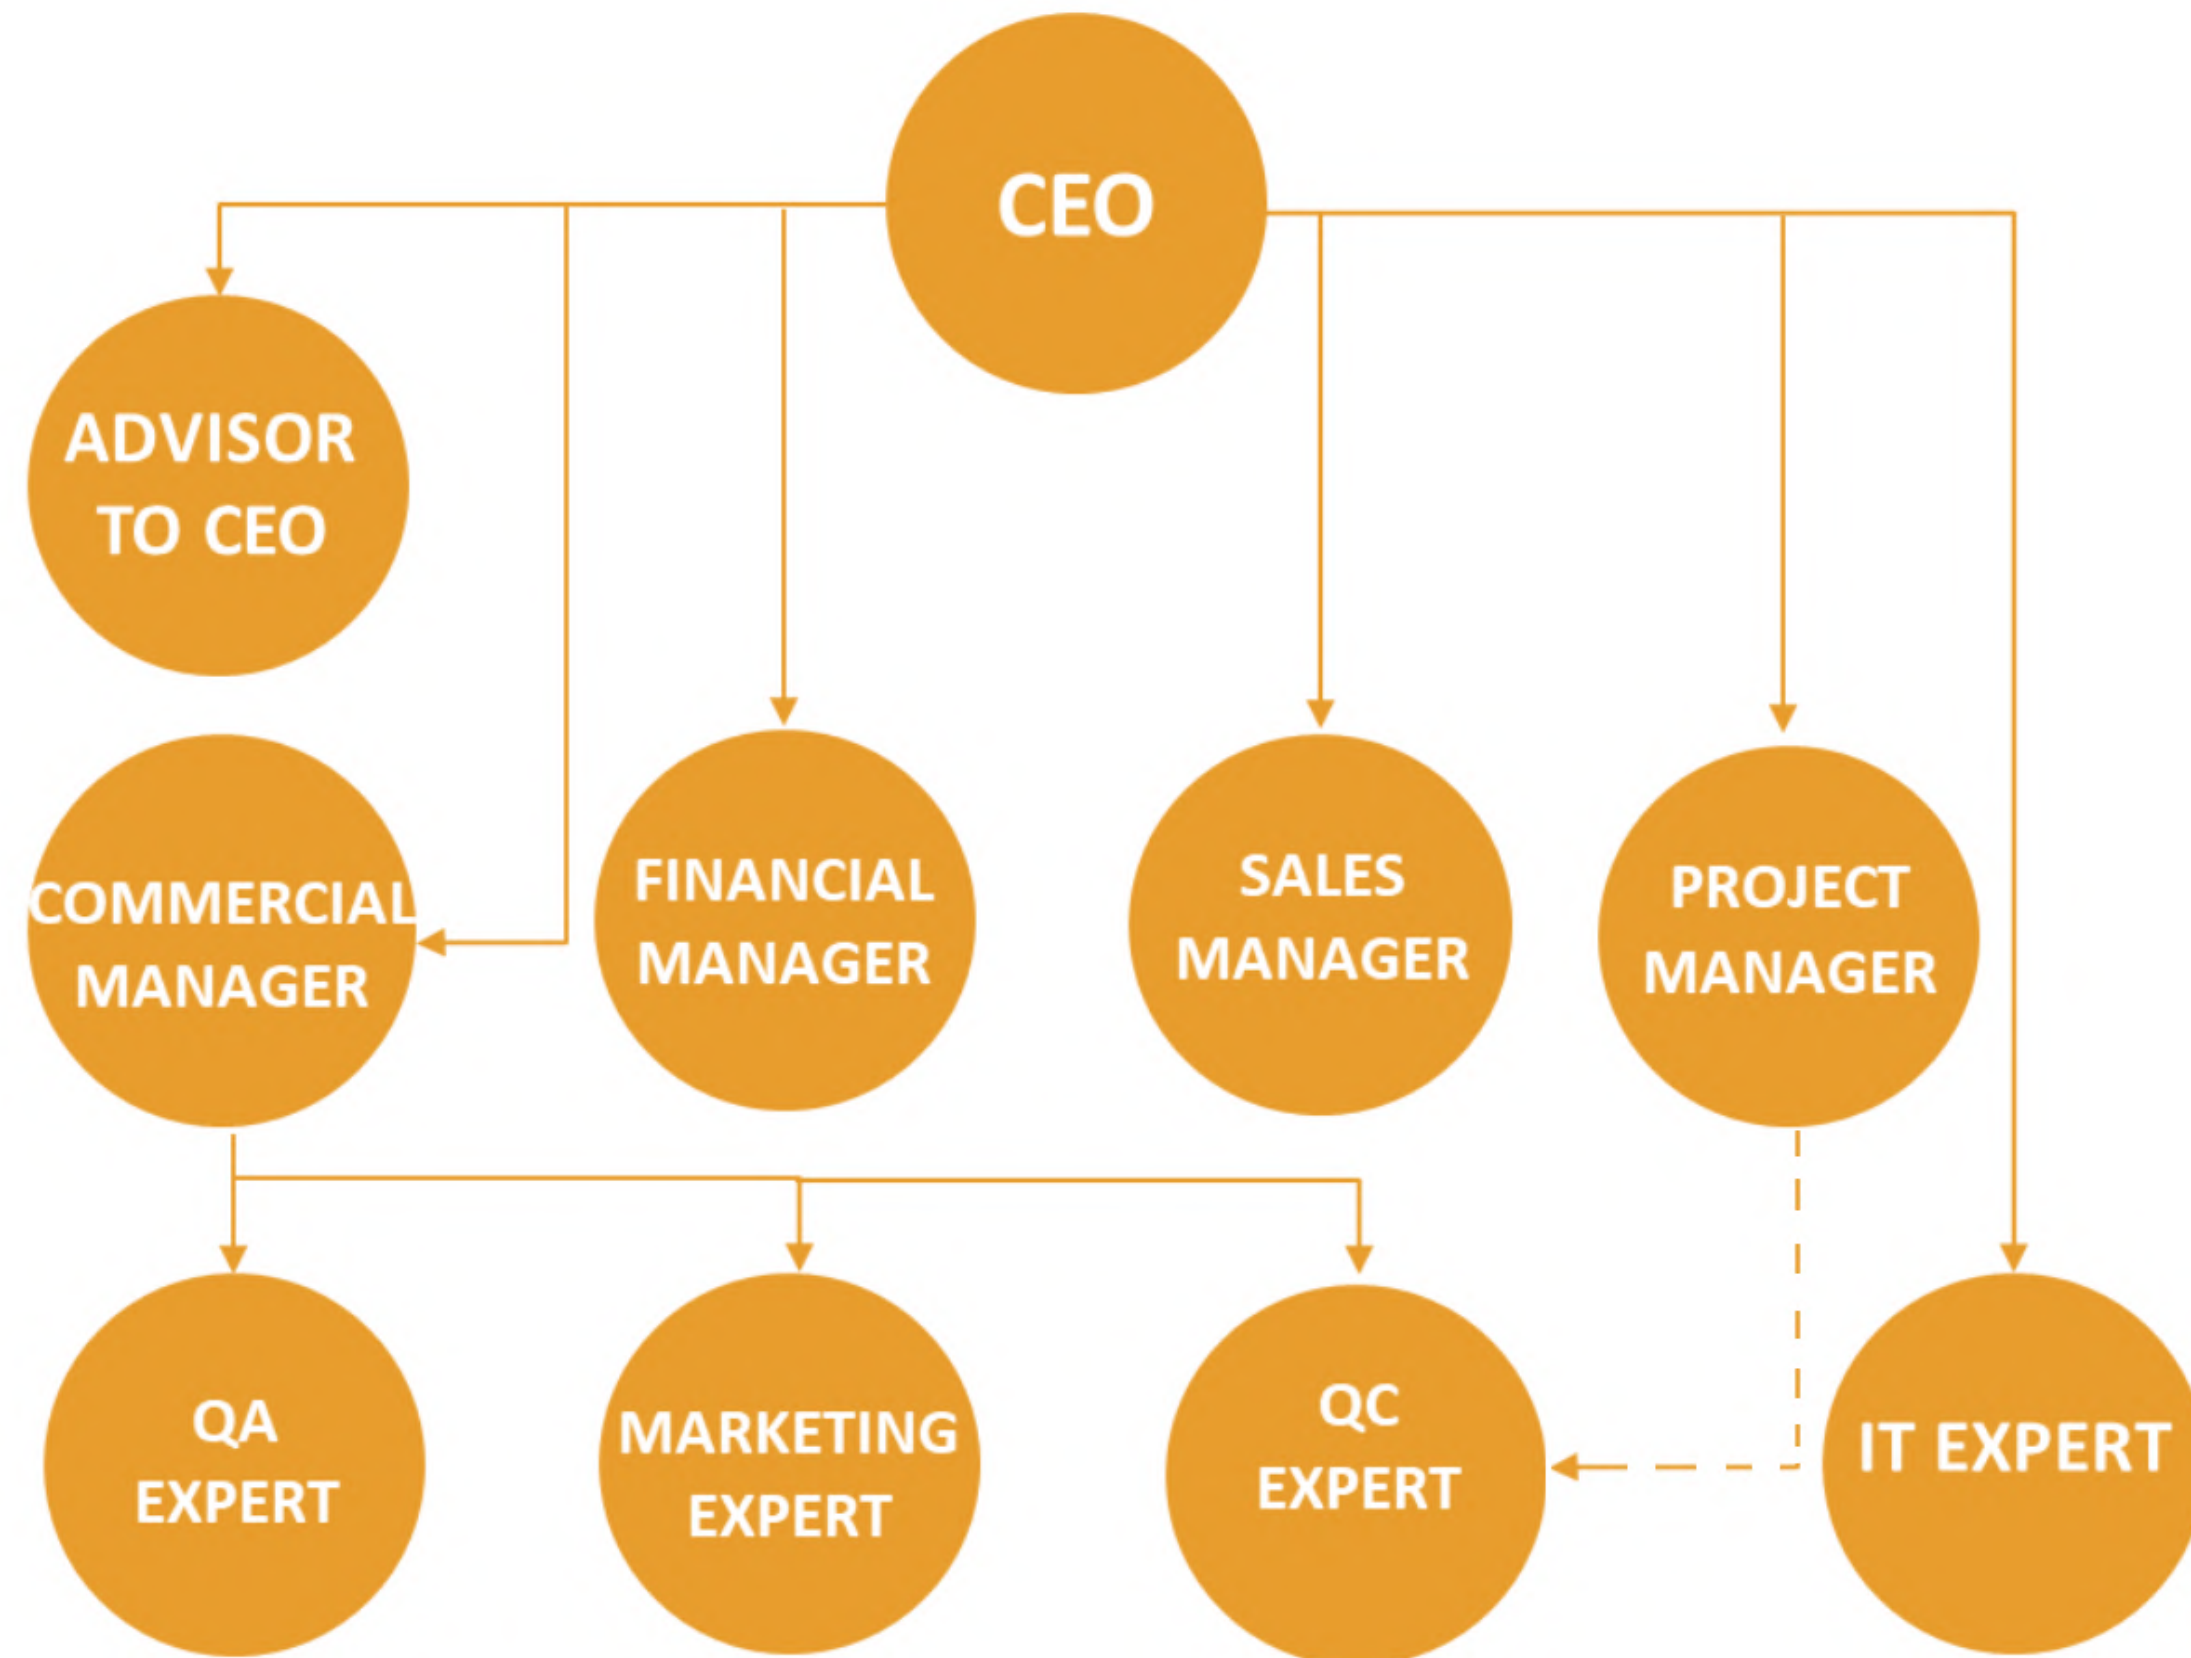 CEO
ADVISOR
TO CEO
COMMERCIAL
MANAGER
FINANCIAL
MANAGER
SALES
MANAGER
PROJECT
MANAGER
QA
EXPERT
MARKETING
EXPERT
QC
EXPERT
IT EXPERT